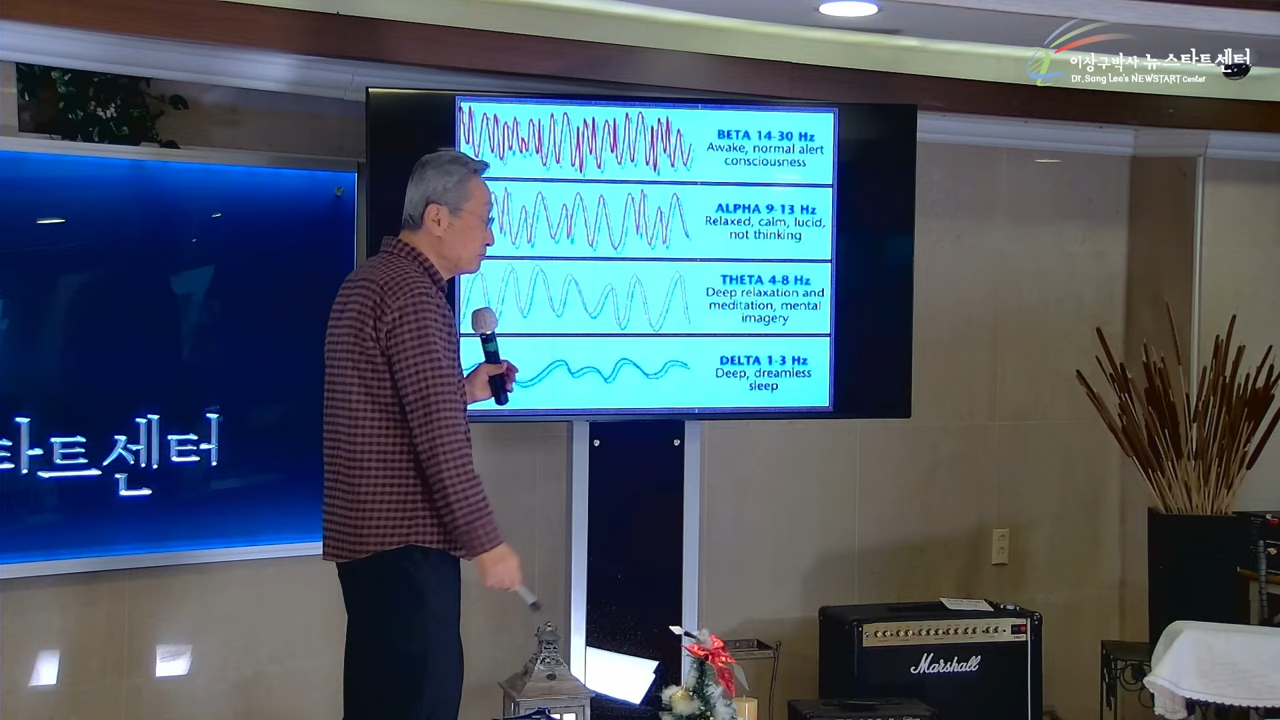 이상구박사 뉴스타트센터
Dr. Sang Lee's NEWSTART Center
BETA 14-30 Hz
Awake, normal alert
consciousness
ALPHA 9-13 Hz
Relaxed, calm, lucid,
not thinking
THETA 4-8 Hz
Deep relaxation and
meditation, mental
imagery
DELTA 1-3 Hz
Deep, dreamless
sleep
타트센터
Marshall